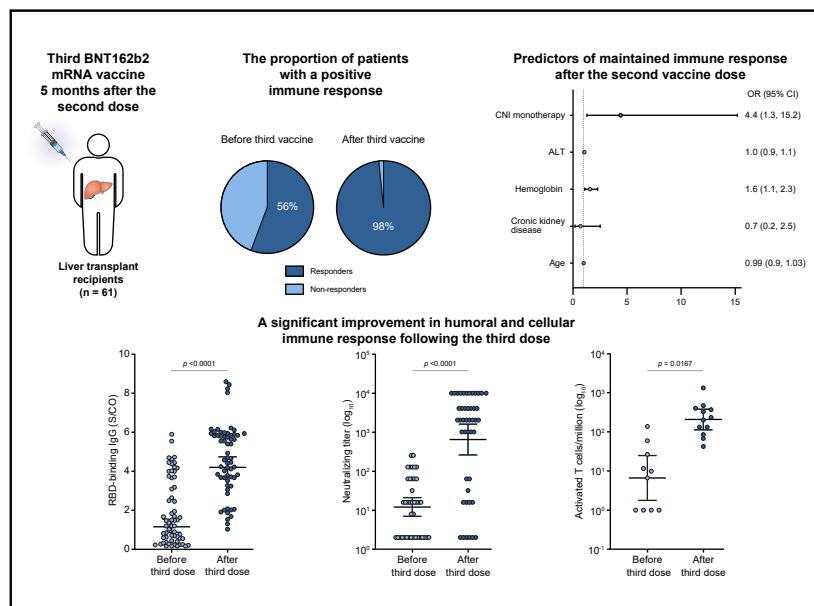 Third BNT162b2
mRNA vaccine
5 months after the
second dose
Liver transplant
recipients
(n = 61)
The proportion of patients
with a positive
immune response
Before third vaccine
After third vaccine
56%
98%
Responders
Non-responders
Predictors of maintained immune response
after the second vaccine dose
OR (95% CI)
CNI monotherapy
4.4 (1.3, 15.2)
ALT
1.0 (0.9, 1.1)
Hemoglobin
1.6 (1.1, 2.3)
Cronic kidney
disease
0.7 (0.2, 2.5)
Age
0.99 (0.9, 1.03)
0 5 10 15
A significant improvement in humoral and cellular
immune response following the third dose
RBD-binding IgG (S/CO)
10
8
6
4
2
0
p <0.0001
Before
third dose
After
third dose
Neutralizing titer (log₁₀)
10⁵
10⁴
10³
10²
10¹
10⁰
p <0.0001
Before
third dose
After
third dose
Activated T cells/million (log₁₀)
10⁴
10³
10²
10¹
10⁰
10⁻¹
p = 0.0167
Before
third dose
After
third dose